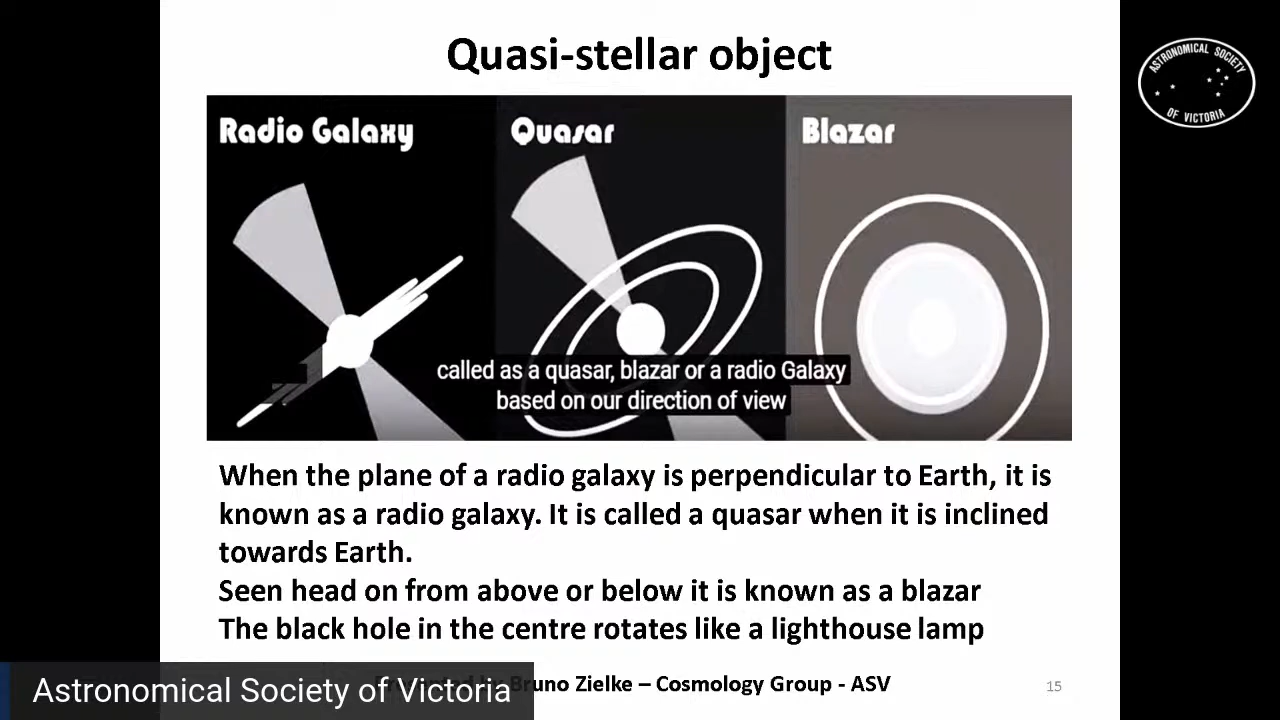 Quasi-stellar object
ASTRONOMICAL SOCIETY
OF VICTORIA
Radio Galaxy
Quasar
Blazar
called as a quasar, blazar or a radio Galaxy
based on our direction of view
When the plane of a radio galaxy is perpendicular to Earth, it is
known as a radio galaxy. It is called a quasar when it is inclined
towards Earth.
Seen head on from above or below it is known as a blazar
The black hole in the centre rotates like a lighthouse lamp
Astronomical Society of Victoria
Zielke – Cosmology Group - ASV
15